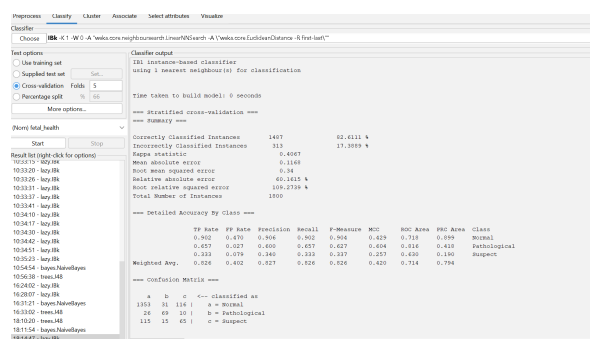 Preprocess Classify Cluster Associate Select attributes Visualize
Classifier
Choose IBk -K 1 -W 0 -A "weka.core.neighboursearch.LinearNNSearch -A \"weka.core.EuclideanDistance -R first-last\""
Test options
Use training set
Supplied test set Set...
Cross-validation Folds 5
Percentage split % 66
More options...
(Nom) fetal_health
Start Stop
Result list (right-click for options)
10:33:15 - lazy.IBk
10:33:20 - lazy.IBk
10:33:26 - lazy.IBk
10:33:31 - lazy.IBk
10:33:37 - lazy.IBk
10:33:41 - lazy.IBk
10:34:10 - lazy.IBk
10:34:17 - lazy.IBk
10:34:30 - lazy.IBk
10:34:42 - lazy.IBk
10:34:51 - lazy.IBk
10:35:23 - lazy.IBk
10:54:54 - bayes.NaiveBayes
10:56:38 - trees.J48
16:24:02 - lazy.IBk
16:28:07 - lazy.IBk
16:31:21 - bayes.NaiveBayes
16:33:02 - trees.J48
18:10:20 - trees.J48
18:11:54 - bayes.NaiveBayes
18:14:47 - lazy.IBk
Classifier output
IB1 instance-based classifier
using 1 nearest neighbour(s) for classification
Time taken to build model: 0 seconds
=== Stratified cross-validation ===
=== Summary ===
Correctly Classified Instances 1487 82.6111 %
Incorrectly Classified Instances 313 17.3889 %
Kappa statistic 0.4067
Mean absolute error 0.1168
Root mean squared error 0.34
Relative absolute error 60.1615 %
Root relative squared error 109.2739 %
Total Number of Instances 1800
=== Detailed Accuracy By Class ===
TP Rate FP Rate Precision Recall F-Measure MCC ROC Area PRC Area Class
0.902 0.470 0.906 0.902 0.904 0.429 0.718 0.899 Normal
0.657 0.027 0.600 0.657 0.627 0.604 0.816 0.418 Pathological
0.333 0.079 0.340 0.333 0.337 0.257 0.630 0.190 Suspect
Weighted Avg. 0.826 0.402 0.827 0.826 0.826 0.420 0.714 0.794
=== Confusion Matrix ===
a b c <-- classified as
1353 31 116 | a = Normal
26 69 10 | b = Pathological
115 15 65 | c = Suspect